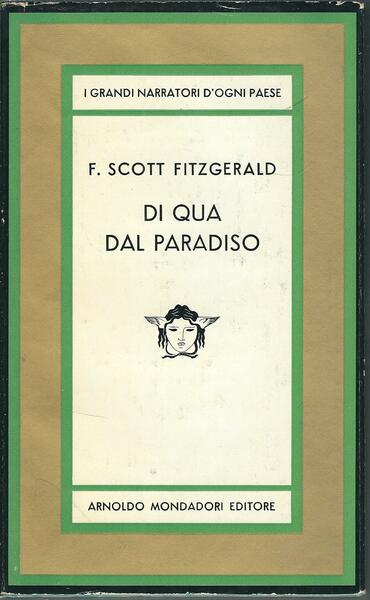 I GRANDI NARRATORI D'OGNI PAESE
F. SCOTT FITZGERALD
DI QUA
DAL PARADISO
ARNOLDO MONDADORI EDITORE